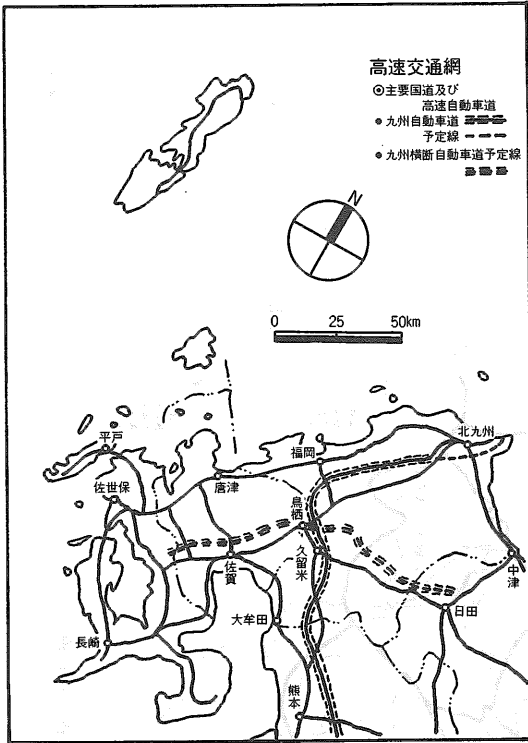 高速交通網
◉主要国道及び
高速自動車道
●九州自動車道
予定線
●九州横断自動車道予定線
N
0 25 50km
平戸
北九州
福岡
佐世保
唐津
鳥栖
久留米
佐賀
中津
日田
大牟田
長崎
熊本